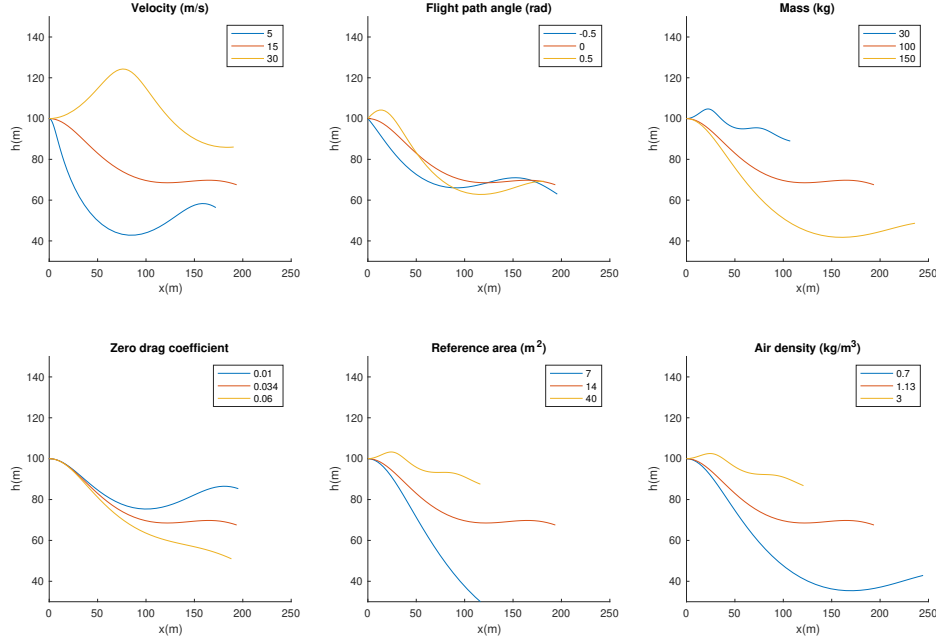 Velocity (m/s)
140
120
100
80
60
40
h(m)
0 50 100 150 200 250
x(m)
5
15
30
Flight path angle (rad)
140
120
100
80
60
40
h(m)
0 50 100 150 200 250
x(m)
-0.5
0
0.5
Mass (kg)
140
120
100
80
60
40
h(m)
0 50 100 150 200 250
x(m)
30
100
150
Zero drag coefficient
140
120
100
80
60
40
h(m)
0 50 100 150 200 250
x(m)
0.01
0.034
0.06
Reference area (m²)
140
120
100
80
60
40
h(m)
0 50 100 150 200 250
x(m)
7
14
40
Air density (kg/m³)
140
120
100
80
60
40
h(m)
0 50 100 150 200 250
x(m)
0.7
1.13
3